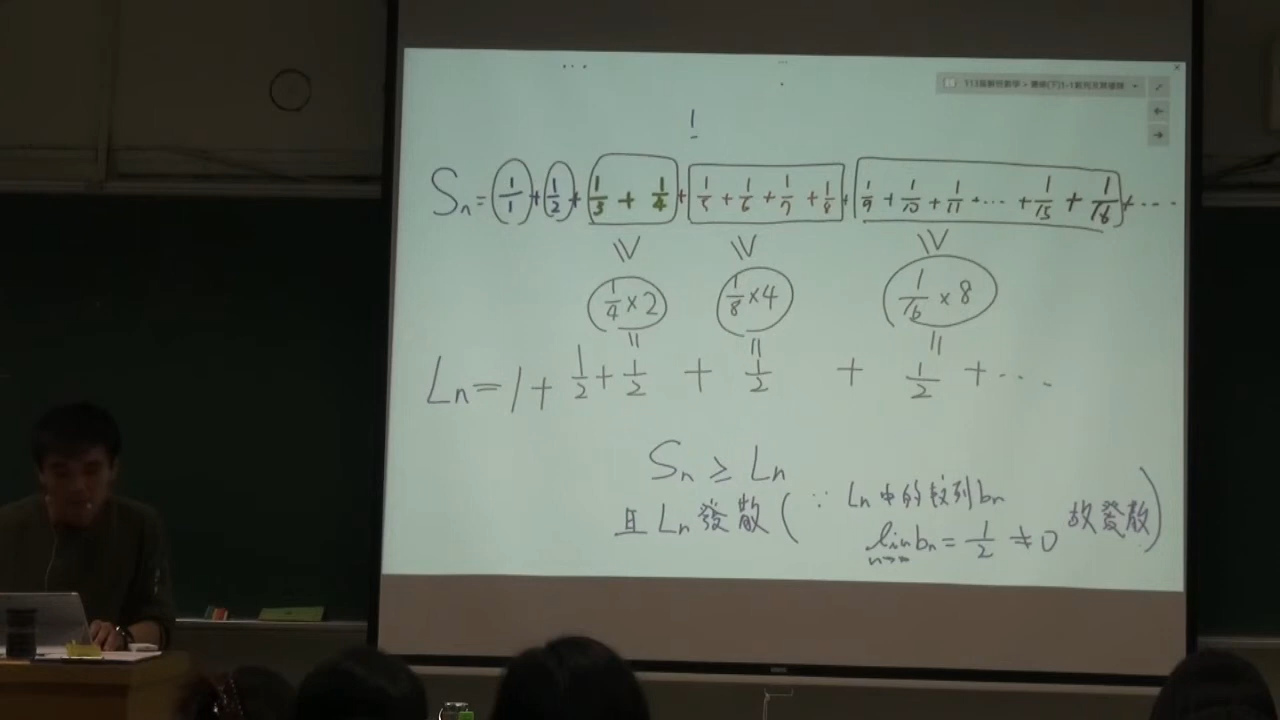 Sn = 1/1 + 1/2 + 1/3 + 1/4 + 1/5 + 1/6 + 1/7 + 1/8 + 1/9 + 1/10 + 1/11 + ⋯ + 1/15 + 1/16 + ⋯
≥ ≥ ≥
1/4 × 2 1/8 × 4 1/16 × 8
= = =
Ln = 1 + 1/2 + 1/2 + 1/2 + 1/2 + ⋯
Sn ≥ Ln
且 Ln 發散 ( ∵ Ln 中的 列 bn
lim n→∞ bn = 1/2 ≠ 0 故發散 )